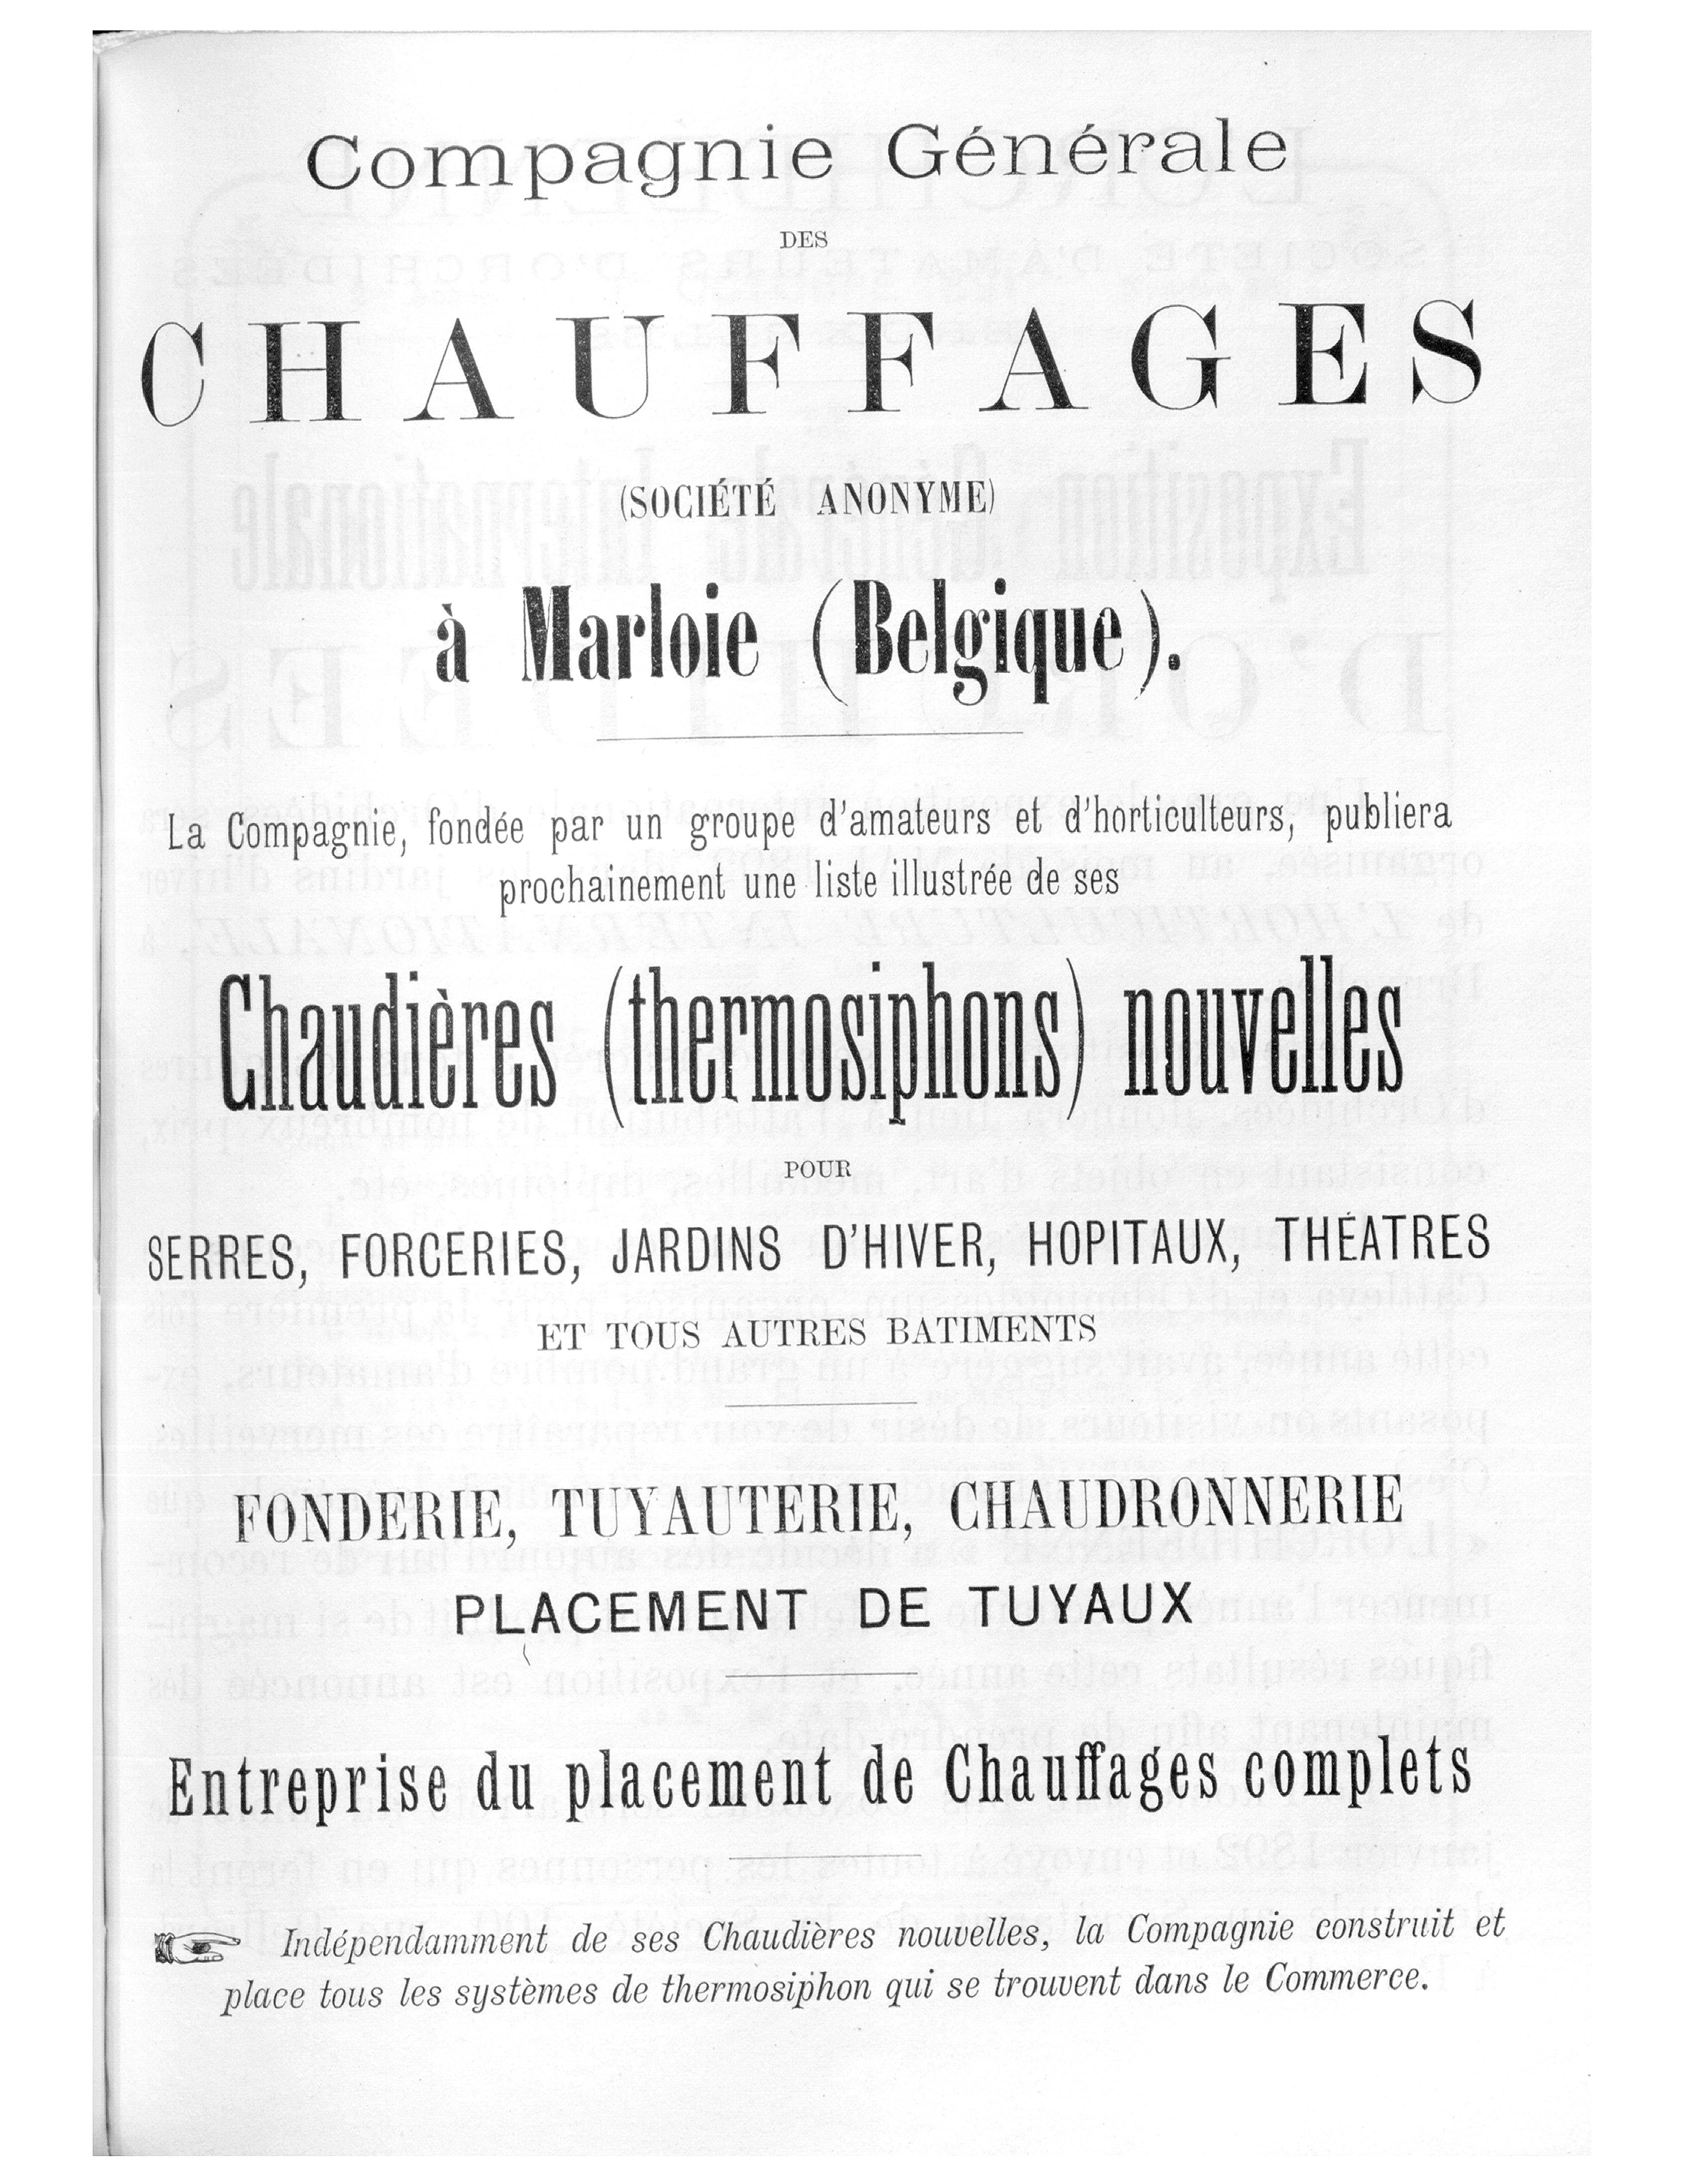 Compagnie Générale
DES
CHAUFFAGES
(SOCIÉTÉ ANONYME)
à Marloie (Belgique).
La Compagnie, fondée par un groupe d'amateurs et d'horticulteurs, publiera
prochainement une liste illustrée de ses
Chaudières (thermosiphons) nouvelles
POUR
SERRES, FORCERIES, JARDINS D'HIVER, HOPITAUX, THÉATRES
ET TOUS AUTRES BATIMENTS
FONDERIE, TUYAUTERIE, CHAUDRONNERIE
PLACEMENT DE TUYAUX
Entreprise du placement de Chauffages complets
Indépendamment de ses Chaudières nouvelles, la Compagnie construit et
place tous les systèmes de thermosiphon qui se trouvent dans le Commerce.